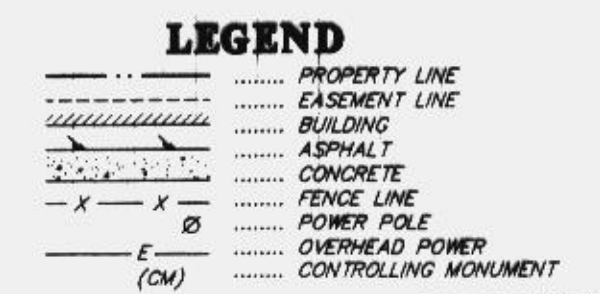 LEGEND
........ PROPERTY LINE
........ EASEMENT LINE
........ BUILDING
........ ASPHALT
........ CONCRETE
X X ........ FENCE LINE
Ø ........ POWER POLE
E ........ OVERHEAD POWER
(CM) ........ CONTROLLING MONUMENT